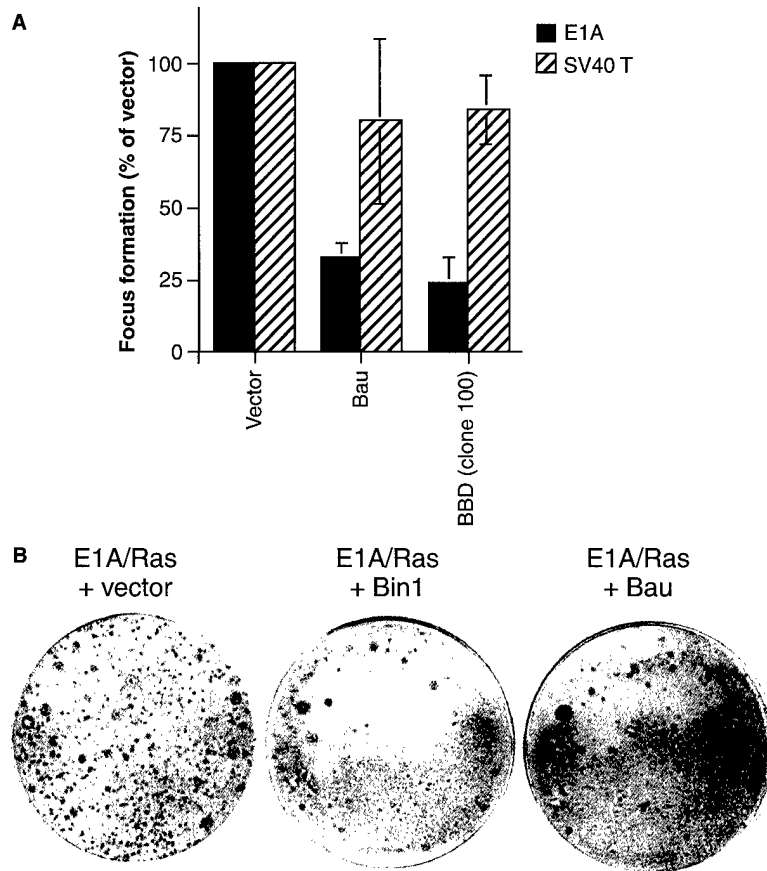 A
E1A
SV40 T
Focus formation (% of vector)
100
75
50
25
0
Vector
Bau
BBD (clone 100)
B
E1A/Ras
+ vector
E1A/Ras
+ Bin1
E1A/Ras
+ Bau